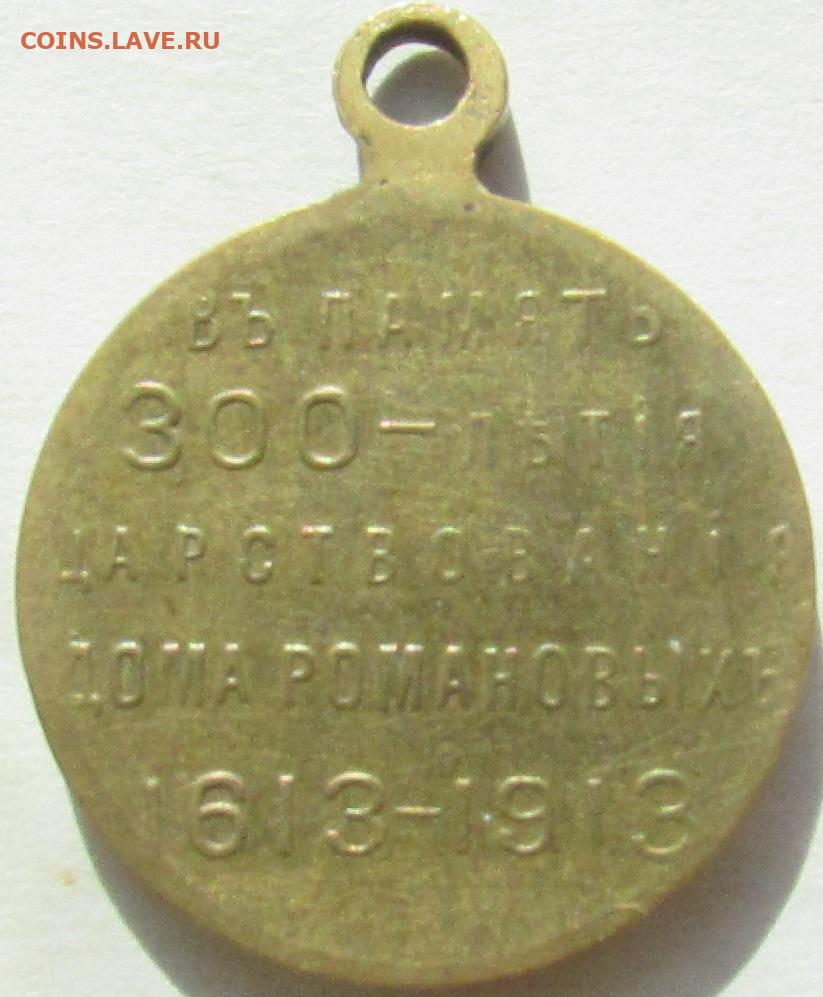 COINS.LAVE.RU
ВЪ ПАМЯТЬ
300-ЛѢТІЯ
ЦАРСТВОВАНІЯ
ДОМА РОМАНОВЫХЪ
1613-1913